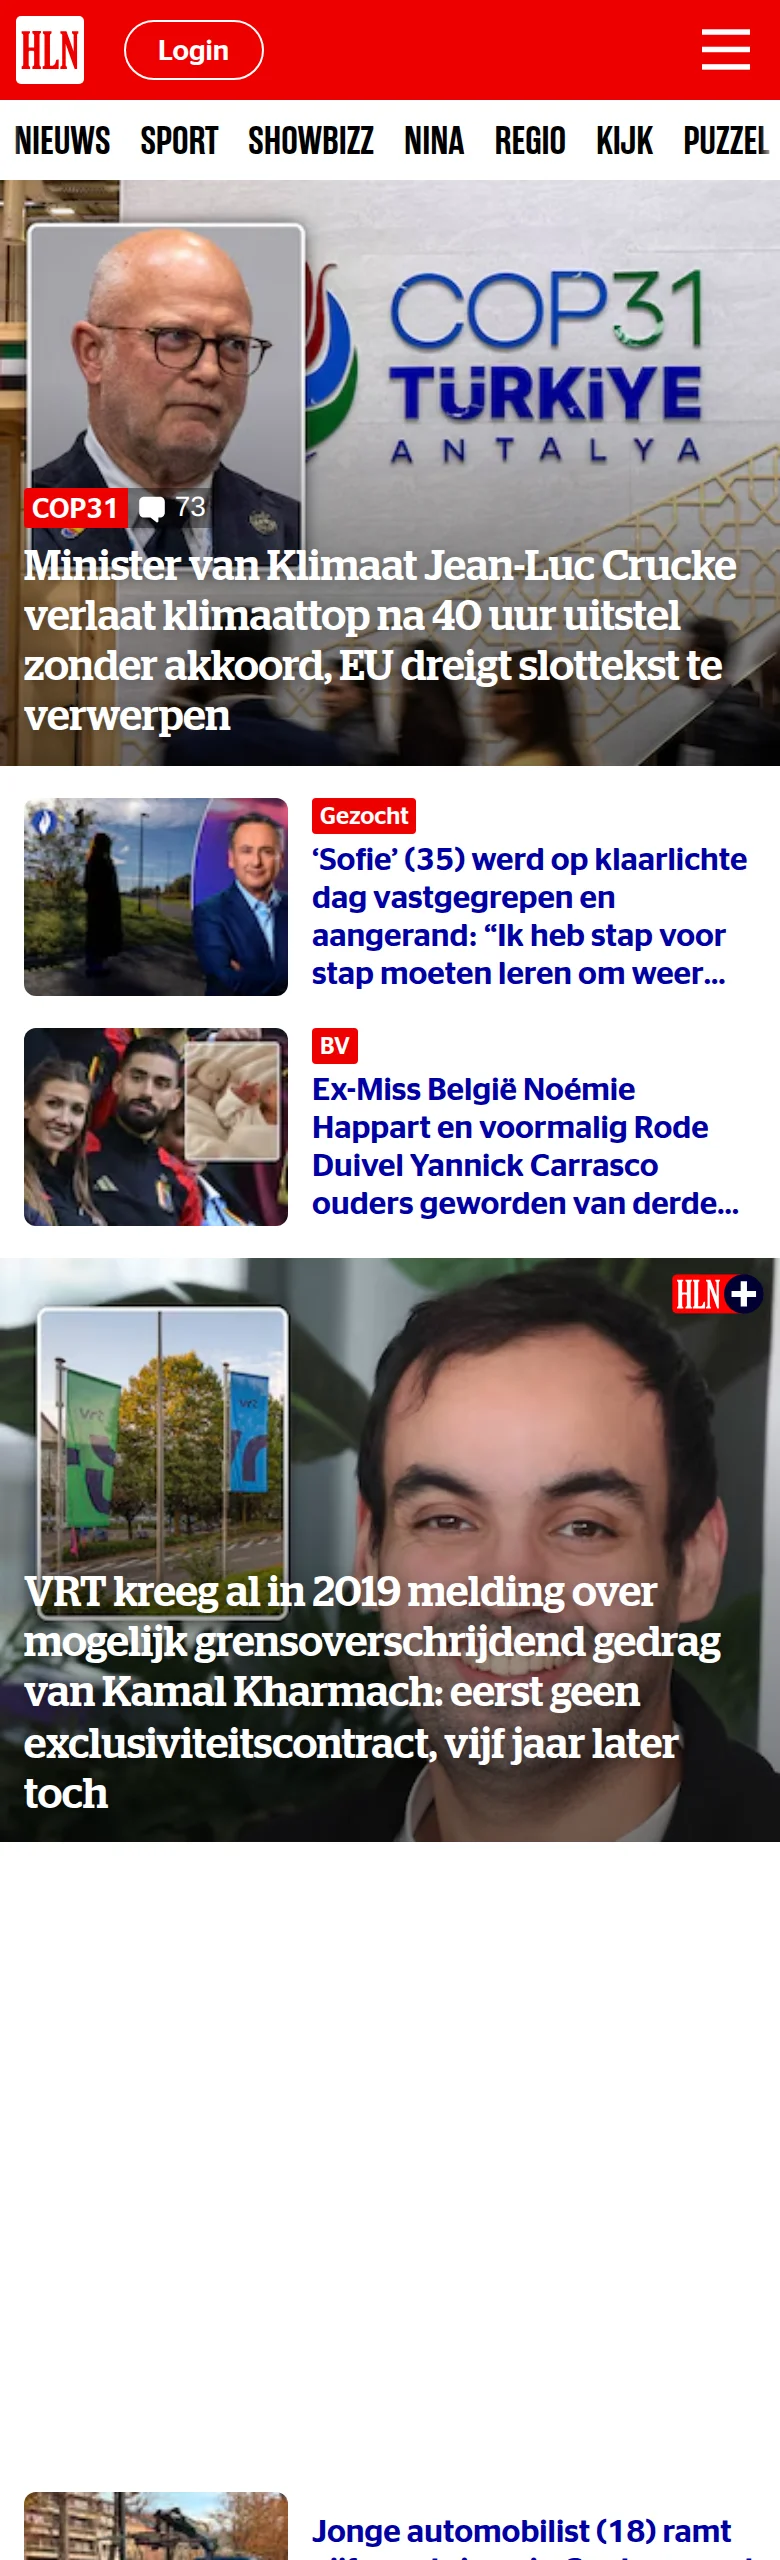 HLN
Login
NIEUWS SPORT SHOWBIZZ NINA REGIO KIJK PUZZEL
COP31
TÜRKiYE
ANTALYA
COP31 73
Minister van Klimaat Jean-Luc Crucke
verlaat klimaattop na 40 uur uitstel
zonder akkoord, EU dreigt slottekst te
verwerpen
Gezocht
‘Sofie’ (35) werd op klaarlichte
dag vastgegrepen en
aangerand: “Ik heb stap voor
stap moeten leren om weer...
BV
Ex-Miss België Noémie
Happart en voormalig Rode
Duivel Yannick Carrasco
ouders geworden van derde...
HLN+
VRT kreeg al in 2019 melding over
mogelijk grensoverschrijdend gedrag
van Kamal Kharmach: eerst geen
exclusiviteitscontract, vijf jaar later
toch
Jonge automobilist (18) ramt